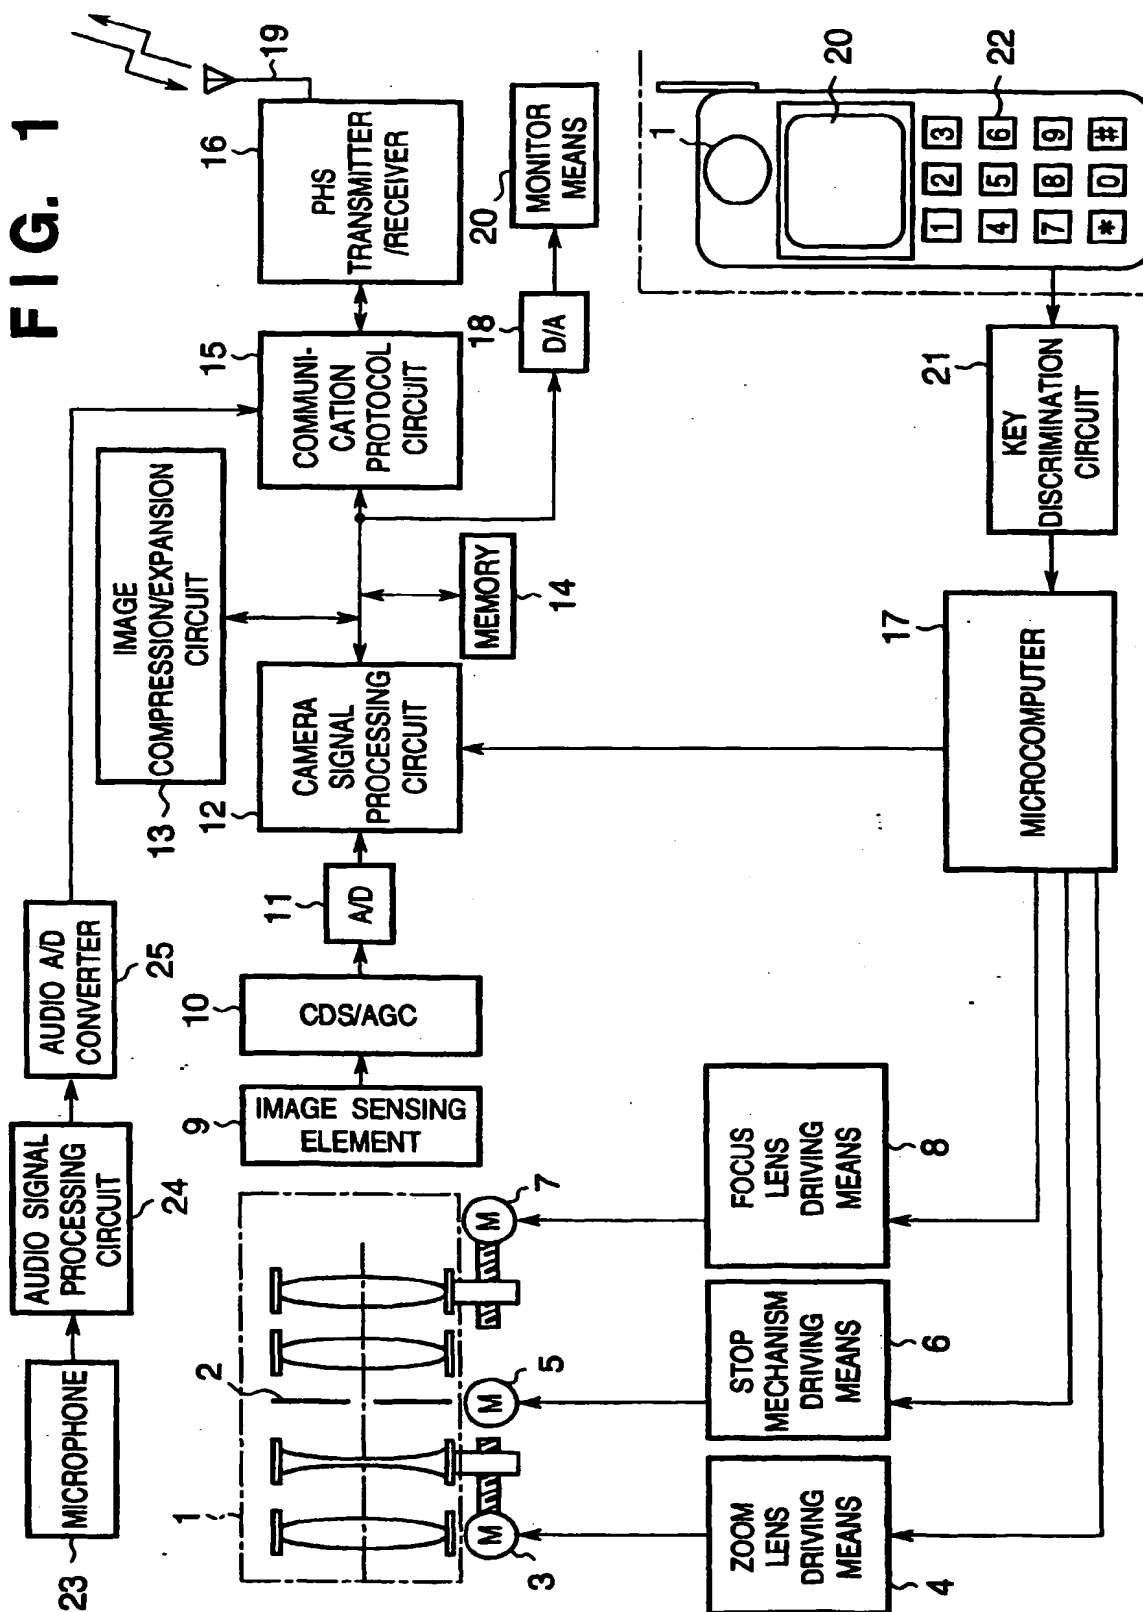 FIG. 1
23
MICROPHONE
AUDIO SIGNAL
PROCESSING
CIRCUIT
24
AUDIO A/D
CONVERTER
25
1
2
3
M
5
M
7
M
9
IMAGE SENSING
ELEMENT
10
CDS/AGC
11
A/D
12
CAMERA
SIGNAL
PROCESSING
CIRCUIT
13
IMAGE
COMPRESSION/EXPANSION
CIRCUIT
MEMORY
14
15
COMMUNI-
CATION
PROTOCOL
CIRCUIT
16
PHS
TRANSMITTER
/RECEIVER
19
18
D/A
20
MONITOR
MEANS
ZOOM
LENS
DRIVING
MEANS
4
STOP
MECHANISM
DRIVING
MEANS
6
FOCUS
LENS
DRIVING
MEANS
8
17
MICROCOMPUTER
21
KEY
DISCRIMINATION
CIRCUIT
1
20
22
1 2 3
4 5 6
7 8 9
* 0 #